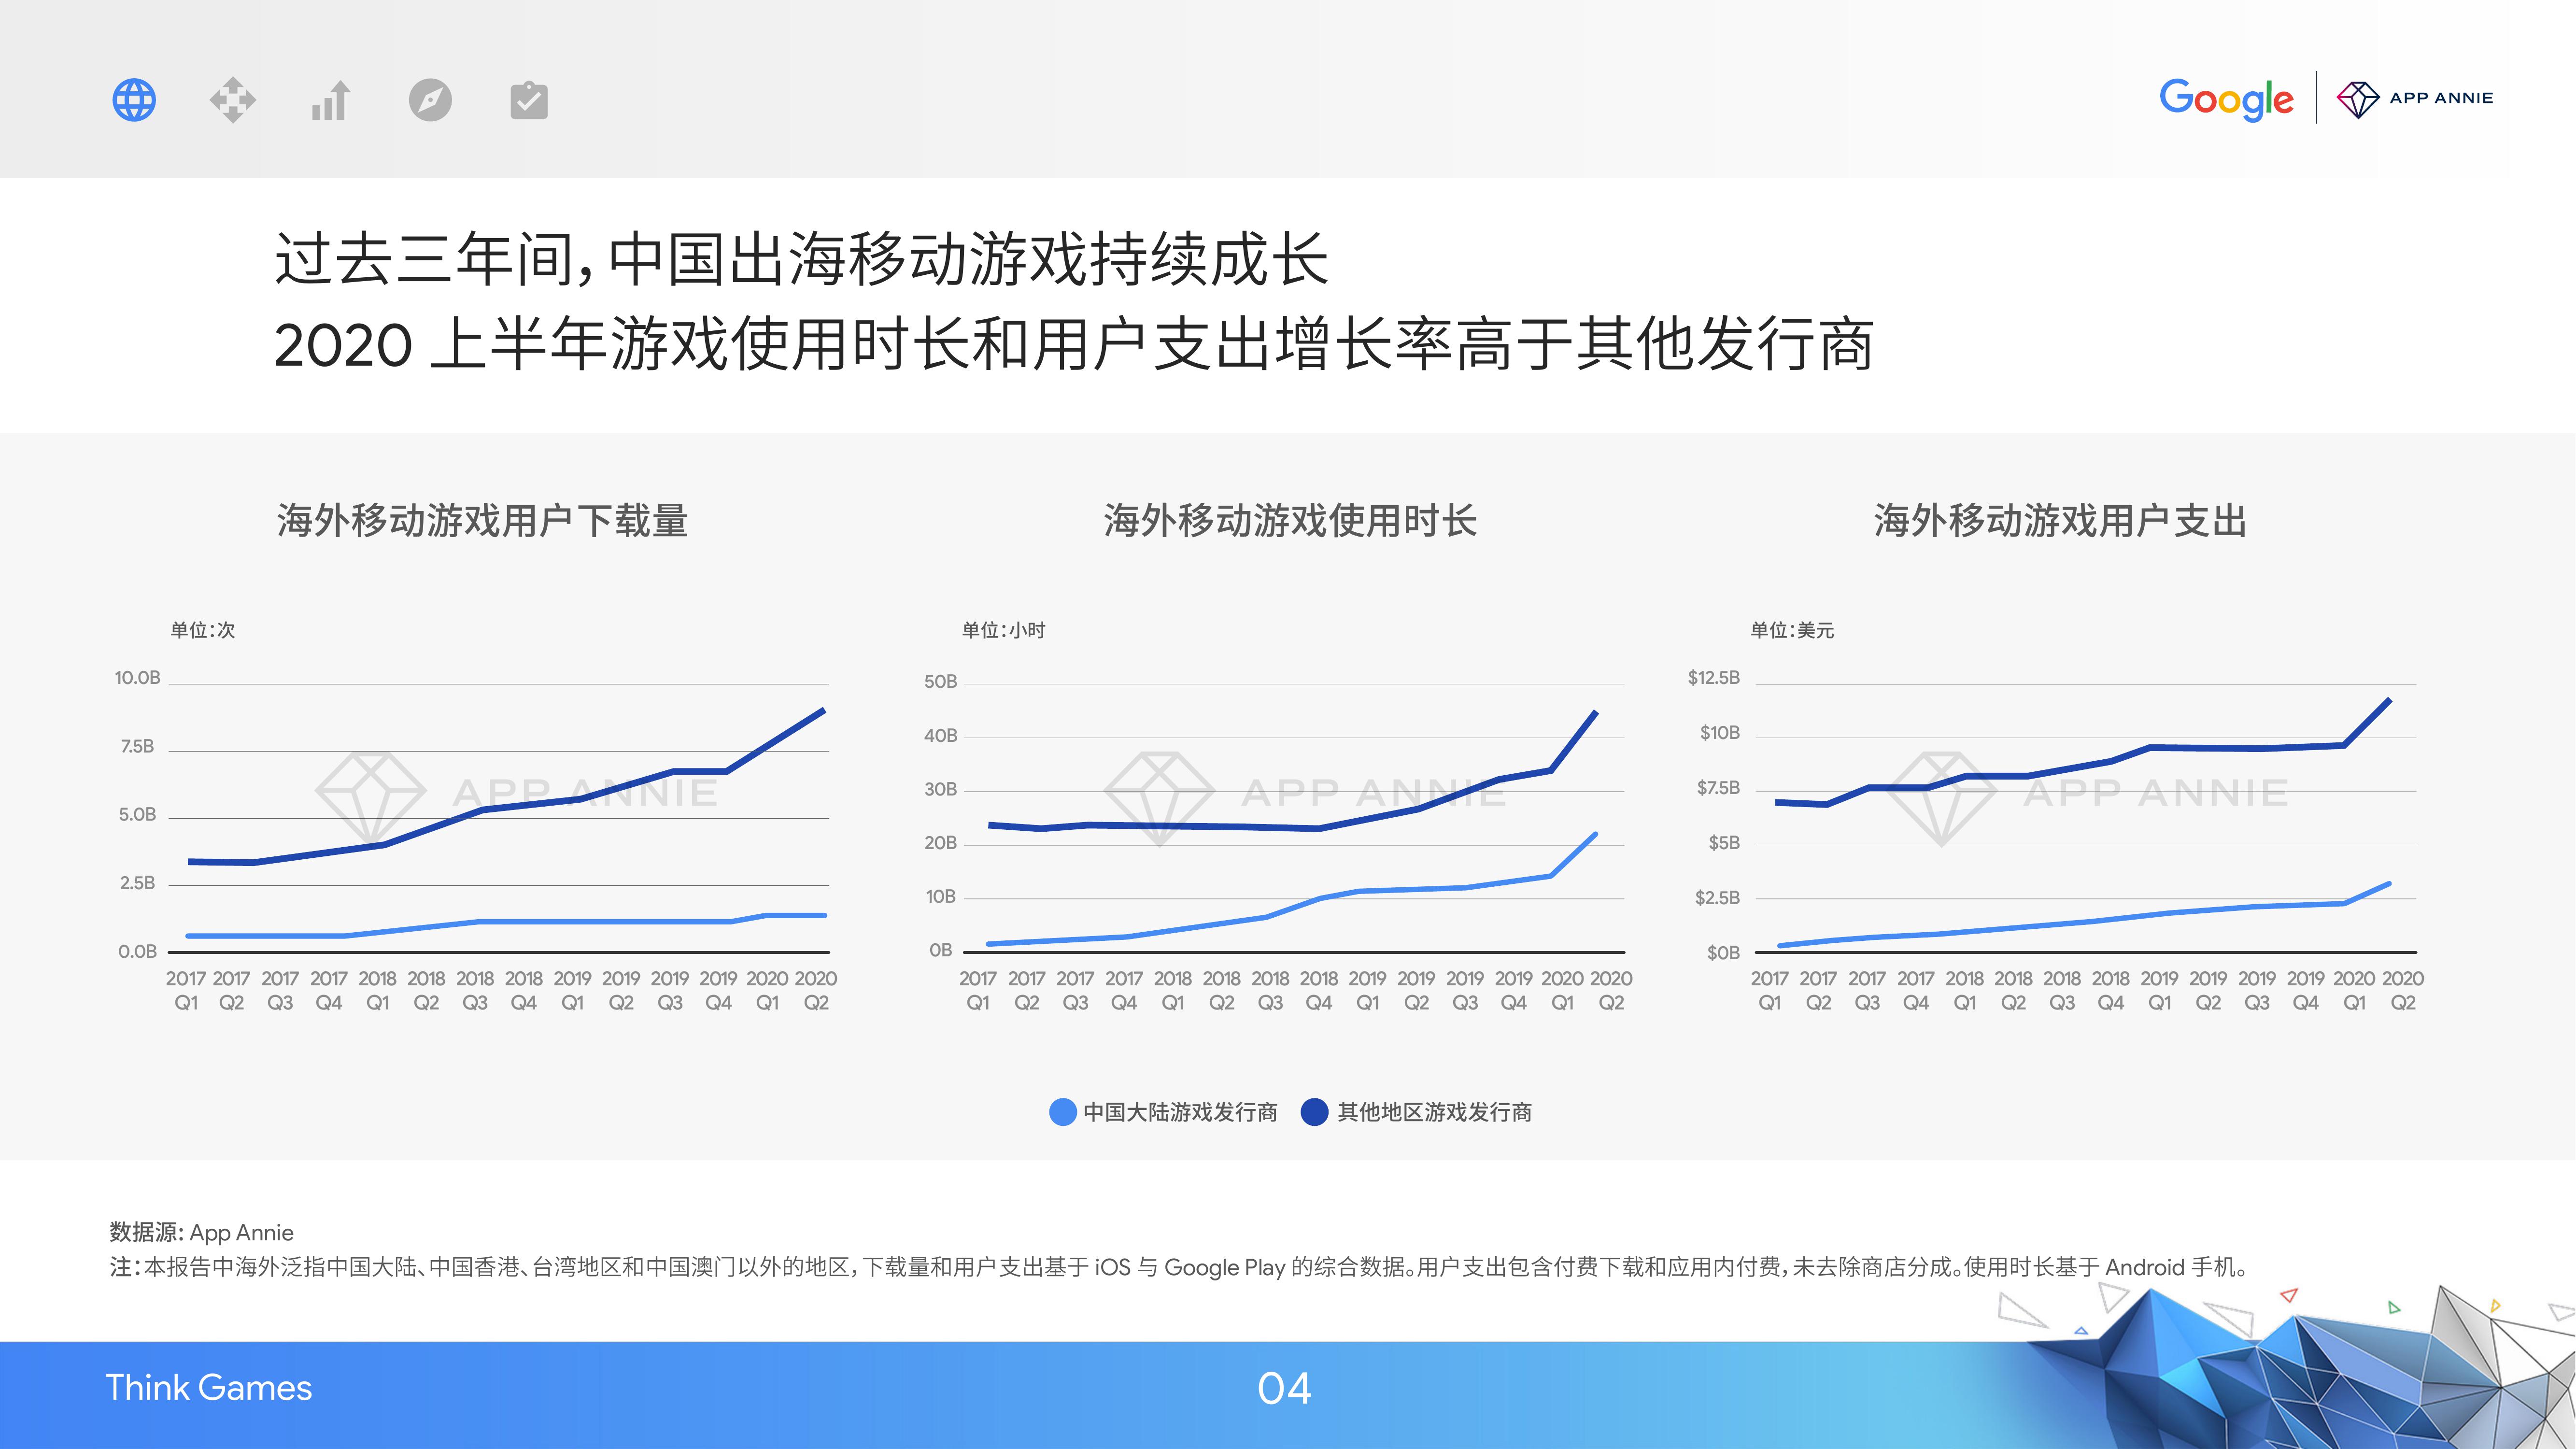 Google | APP ANNIE
过去三年间，中国出海移动游戏持续成长
2020 上半年游戏使用时长和用户支出增长率高于其他发行商
海外移动游戏用户下载量
单位：次
10.0B
7.5B
5.0B
2.5B
0.0B
APP ANNIE
2017 2017 2017 2017 2018 2018 2018 2018 2019 2019 2019 2019 2020 2020
Q1 Q2 Q3 Q4 Q1 Q2 Q3 Q4 Q1 Q2 Q3 Q4 Q1 Q2
海外移动游戏使用时长
单位：小时
50B
40B
30B
20B
10B
0B
APP ANNIE
2017 2017 2017 2017 2018 2018 2018 2018 2019 2019 2019 2019 2020 2020
Q1 Q2 Q3 Q4 Q1 Q2 Q3 Q4 Q1 Q2 Q3 Q4 Q1 Q2
海外移动游戏用户支出
单位：美元
$12.5B
$10B
$7.5B
$5B
$2.5B
$0B
APP ANNIE
2017 2017 2017 2017 2018 2018 2018 2018 2019 2019 2019 2019 2020 2020
Q1 Q2 Q3 Q4 Q1 Q2 Q3 Q4 Q1 Q2 Q3 Q4 Q1 Q2
中国大陆游戏发行商 其他地区游戏发行商
数据源: App Annie
注：本报告中海外泛指中国大陆、中国香港、台湾地区和中国澳门以外的地区，下载量和用户支出基于 iOS 与 Google Play 的综合数据。用户支出包含付费下载和应用内付费，未去除商店分成。使用时长基于 Android 手机。
Think Games
04